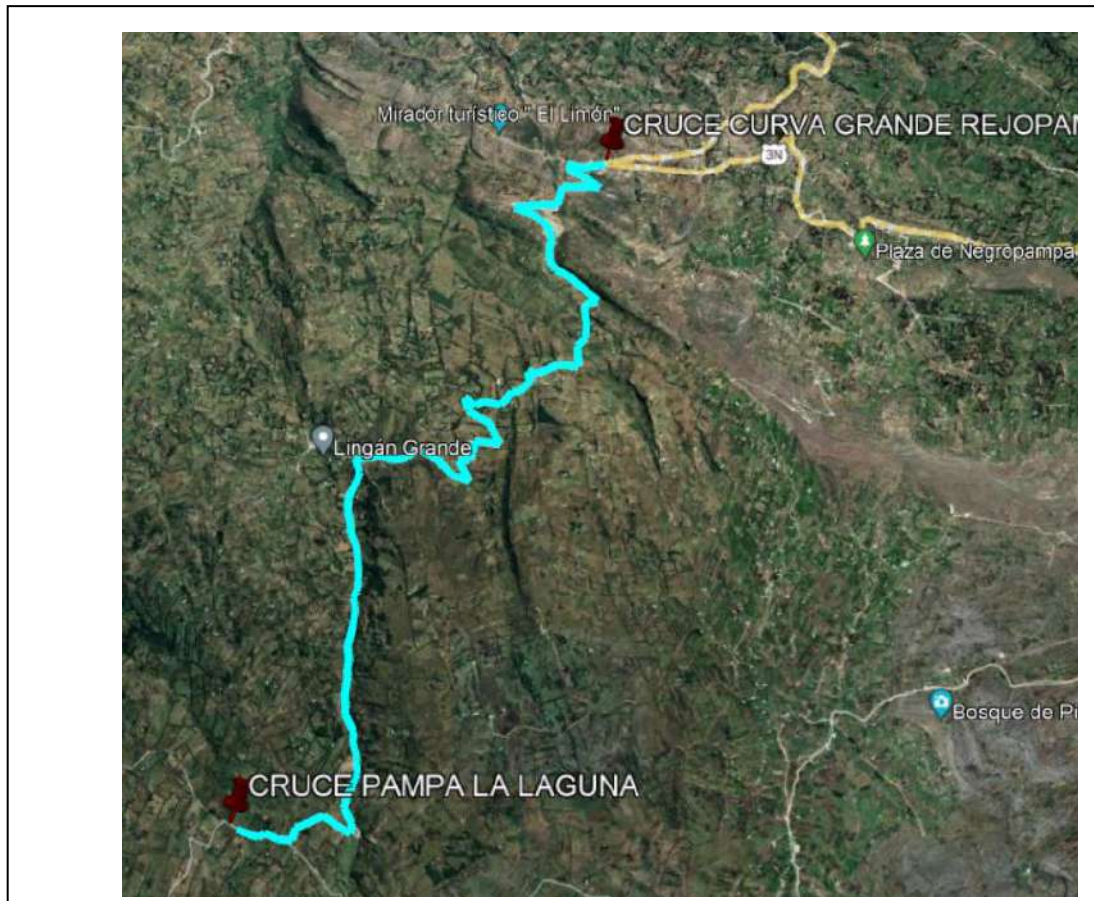 Mirador turístico " El Limón"
CRUCE CURVA GRANDE REJOPAM
3N
Plaza de Negropampa
Lingán Grande
Bosque de Pi
CRUCE PAMPA LA LAGUNA